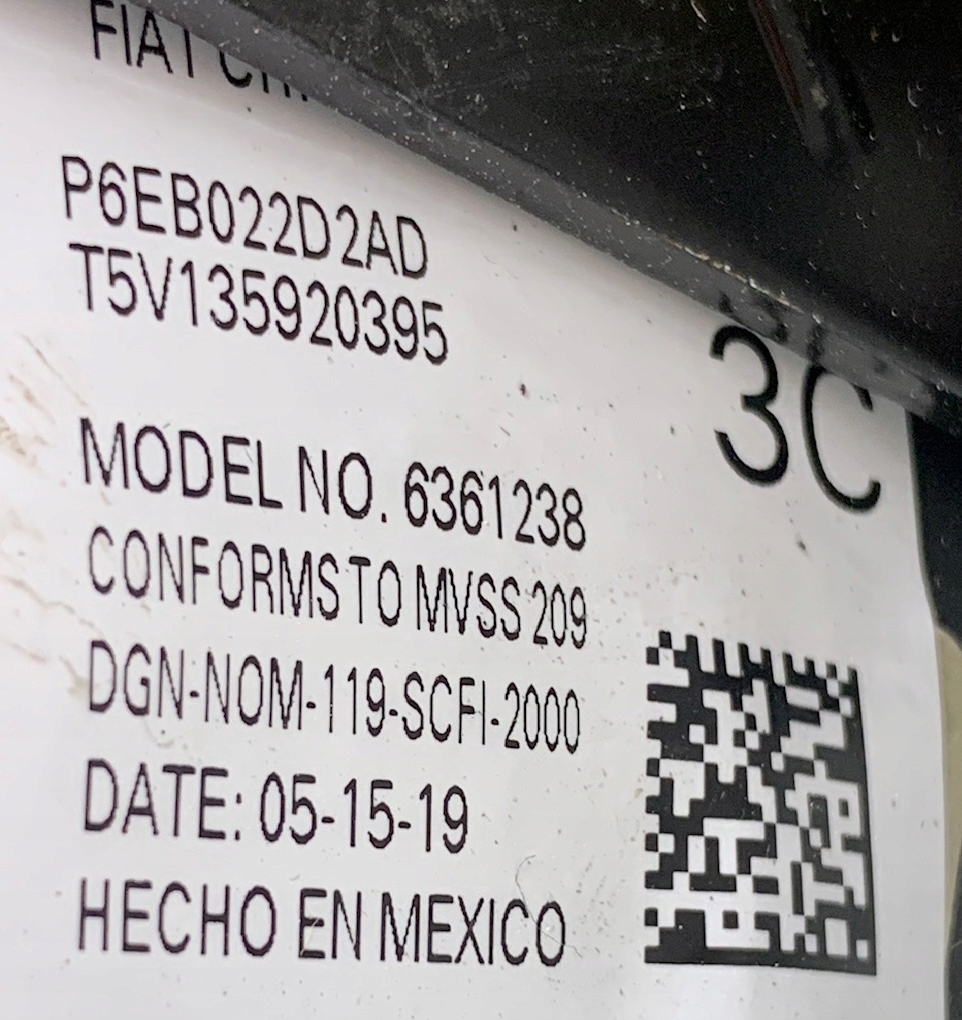 FIAT
P6EB022D2AD
T5V135920395
3C
MODEL NO. 6361238
CONFORMS TO MVSS 209
DGN-NOM-119-SCFI-2000
DATE: 05-15-19
HECHO EN MEXICO